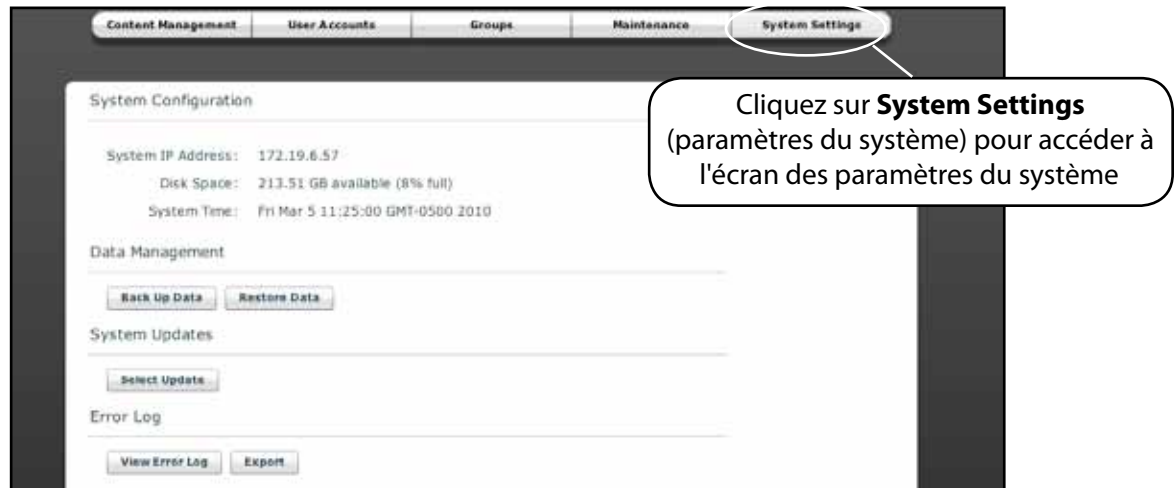 Content Management User Accounts Groups Maintenance System Settings
Cliquez sur System Settings
(paramètres du système) pour accéder à
l'écran des paramètres du système
System Configuration
System IP Address: 172.19.6.57
Disk Space: 213.51 GB available (8% full)
System Time: Fri Mar 5 11:25:00 GMT-0500 2010
Data Management
Back Up Data Restore Data
System Updates
Select Update
Error Log
View Error Log Export